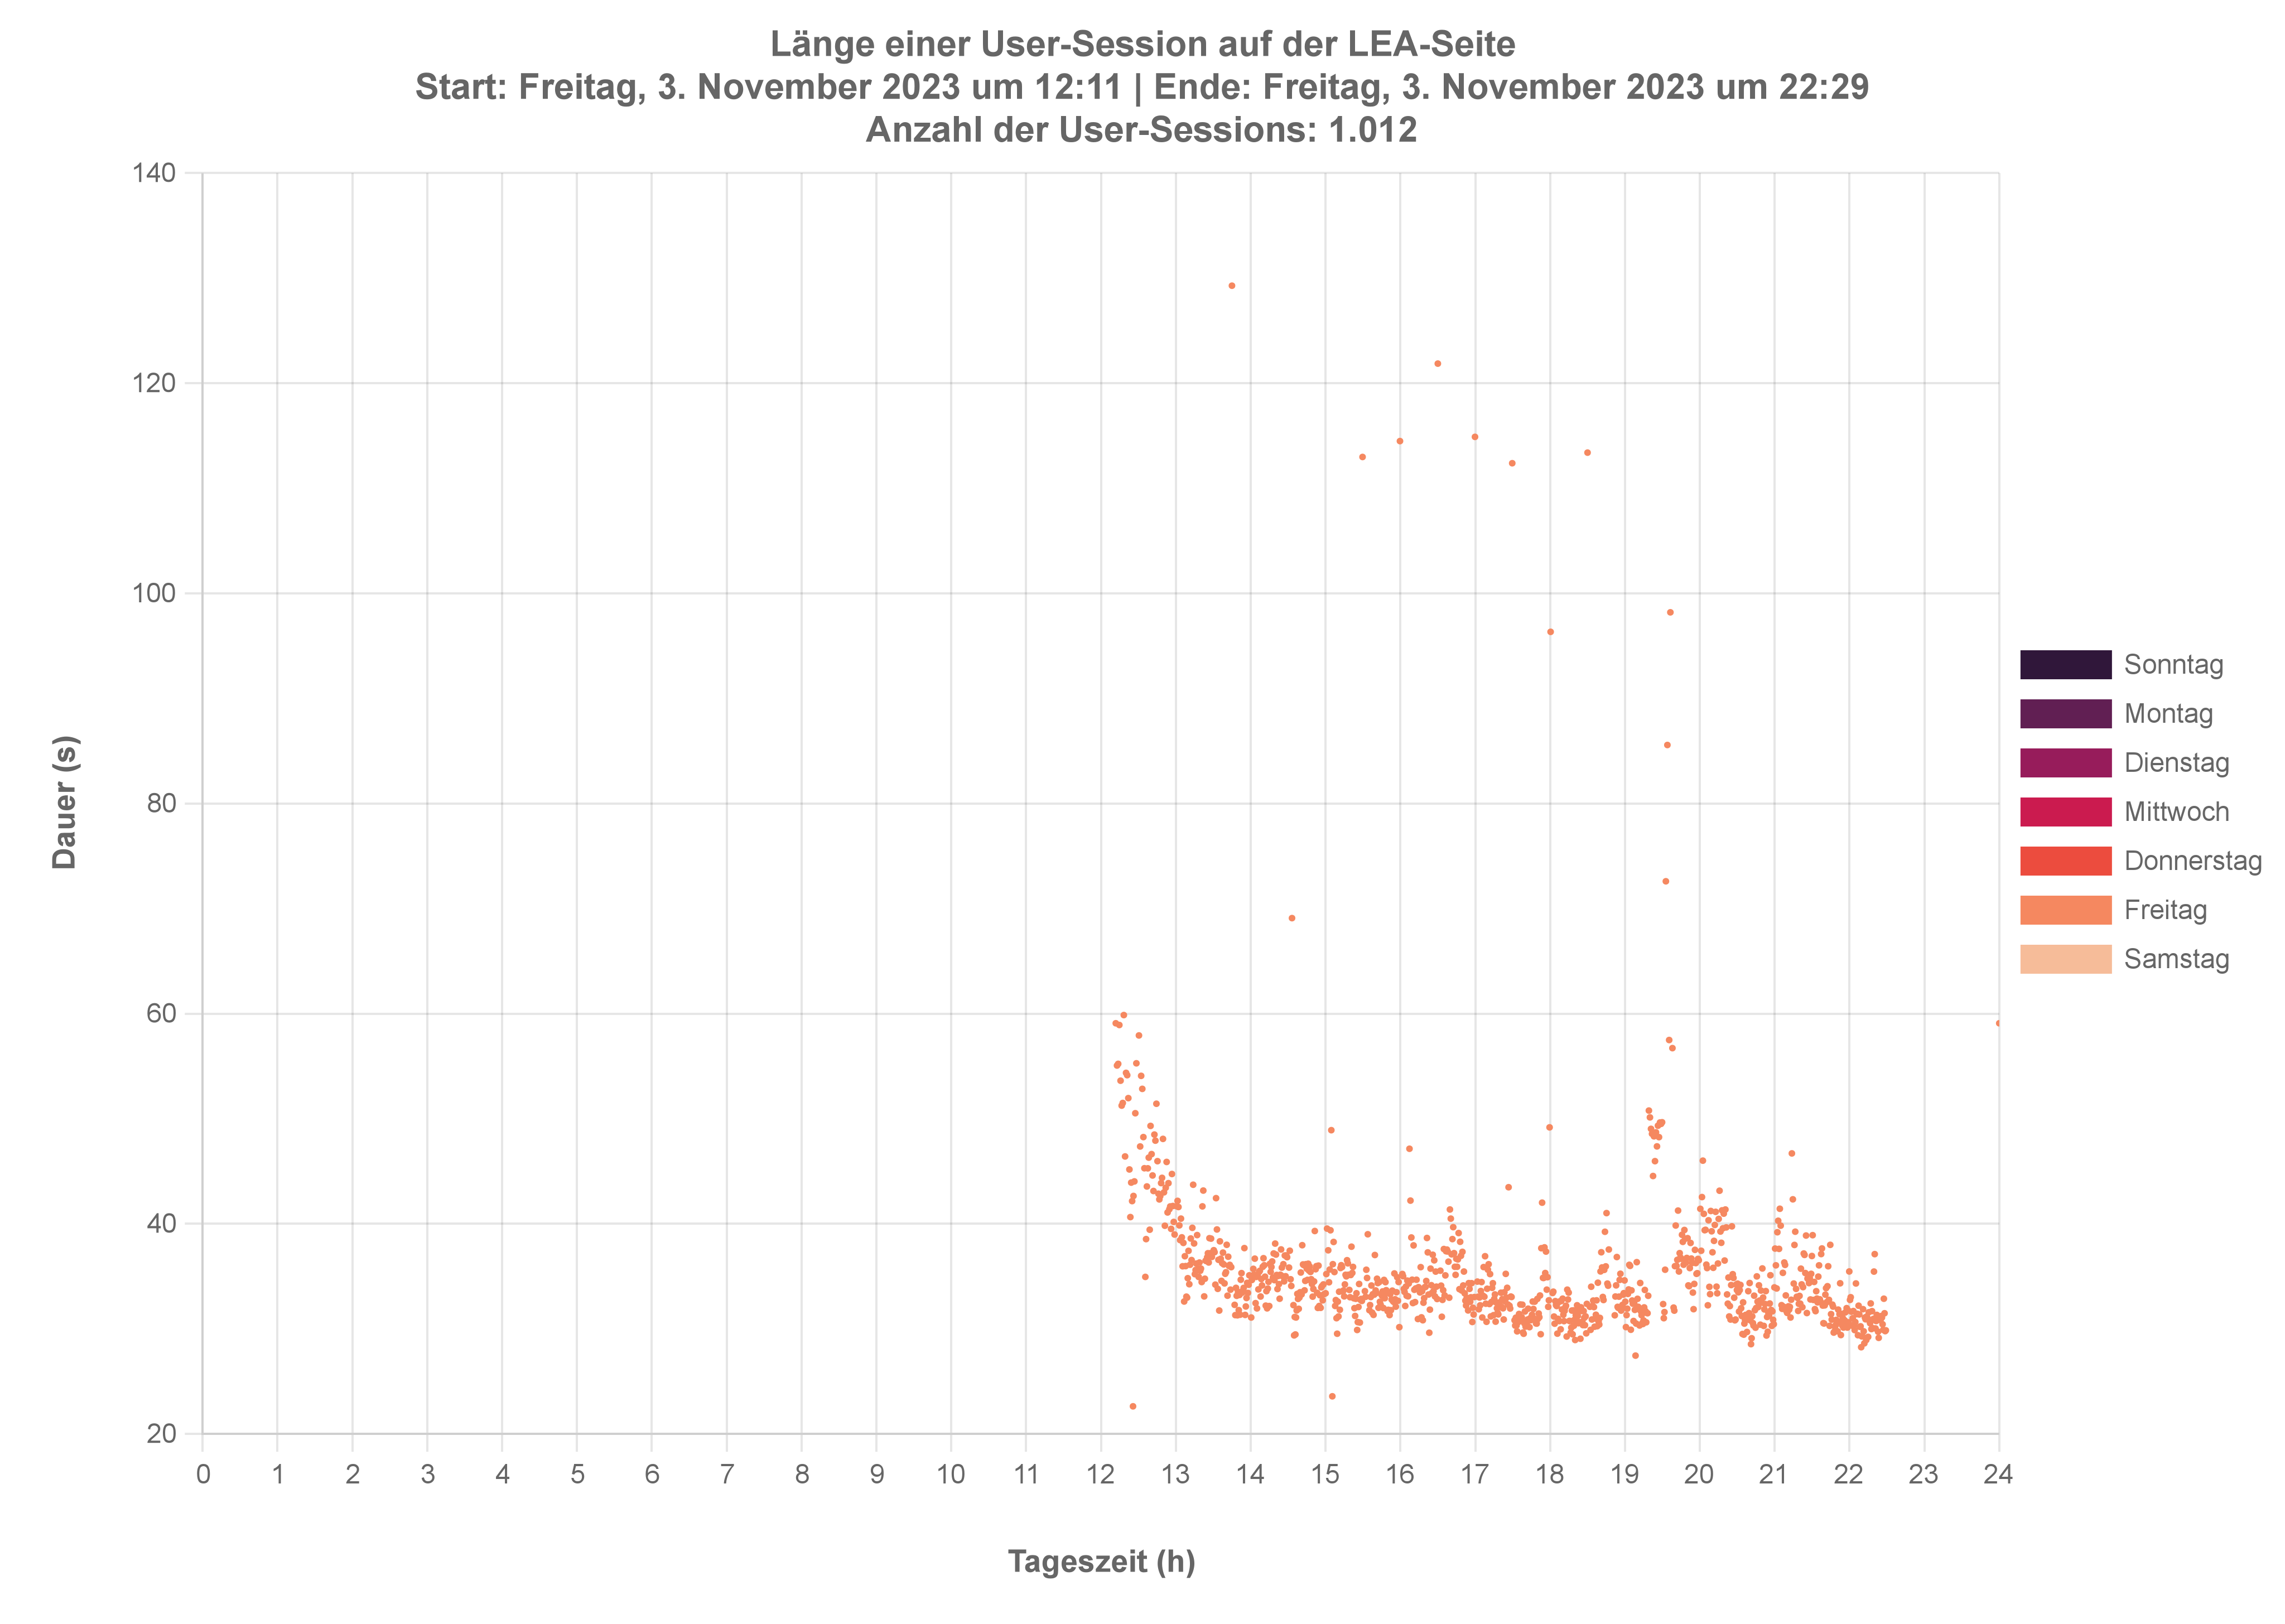 Länge einer User-Session auf der LEA-Seite
Start: Freitag, 3. November 2023 um 12:11 | Ende: Freitag, 3. November 2023 um 22:29
Anzahl der User-Sessions: 1.012
140
120
100
80
60
40
20
Dauer (s)
0 1 2 3 4 5 6 7 8 9 10 11 12 13 14 15 16 17 18 19 20 21 22 23 24
Tageszeit (h)
Sonntag
Montag
Dienstag
Mittwoch
Donnerstag
Freitag
Samstag